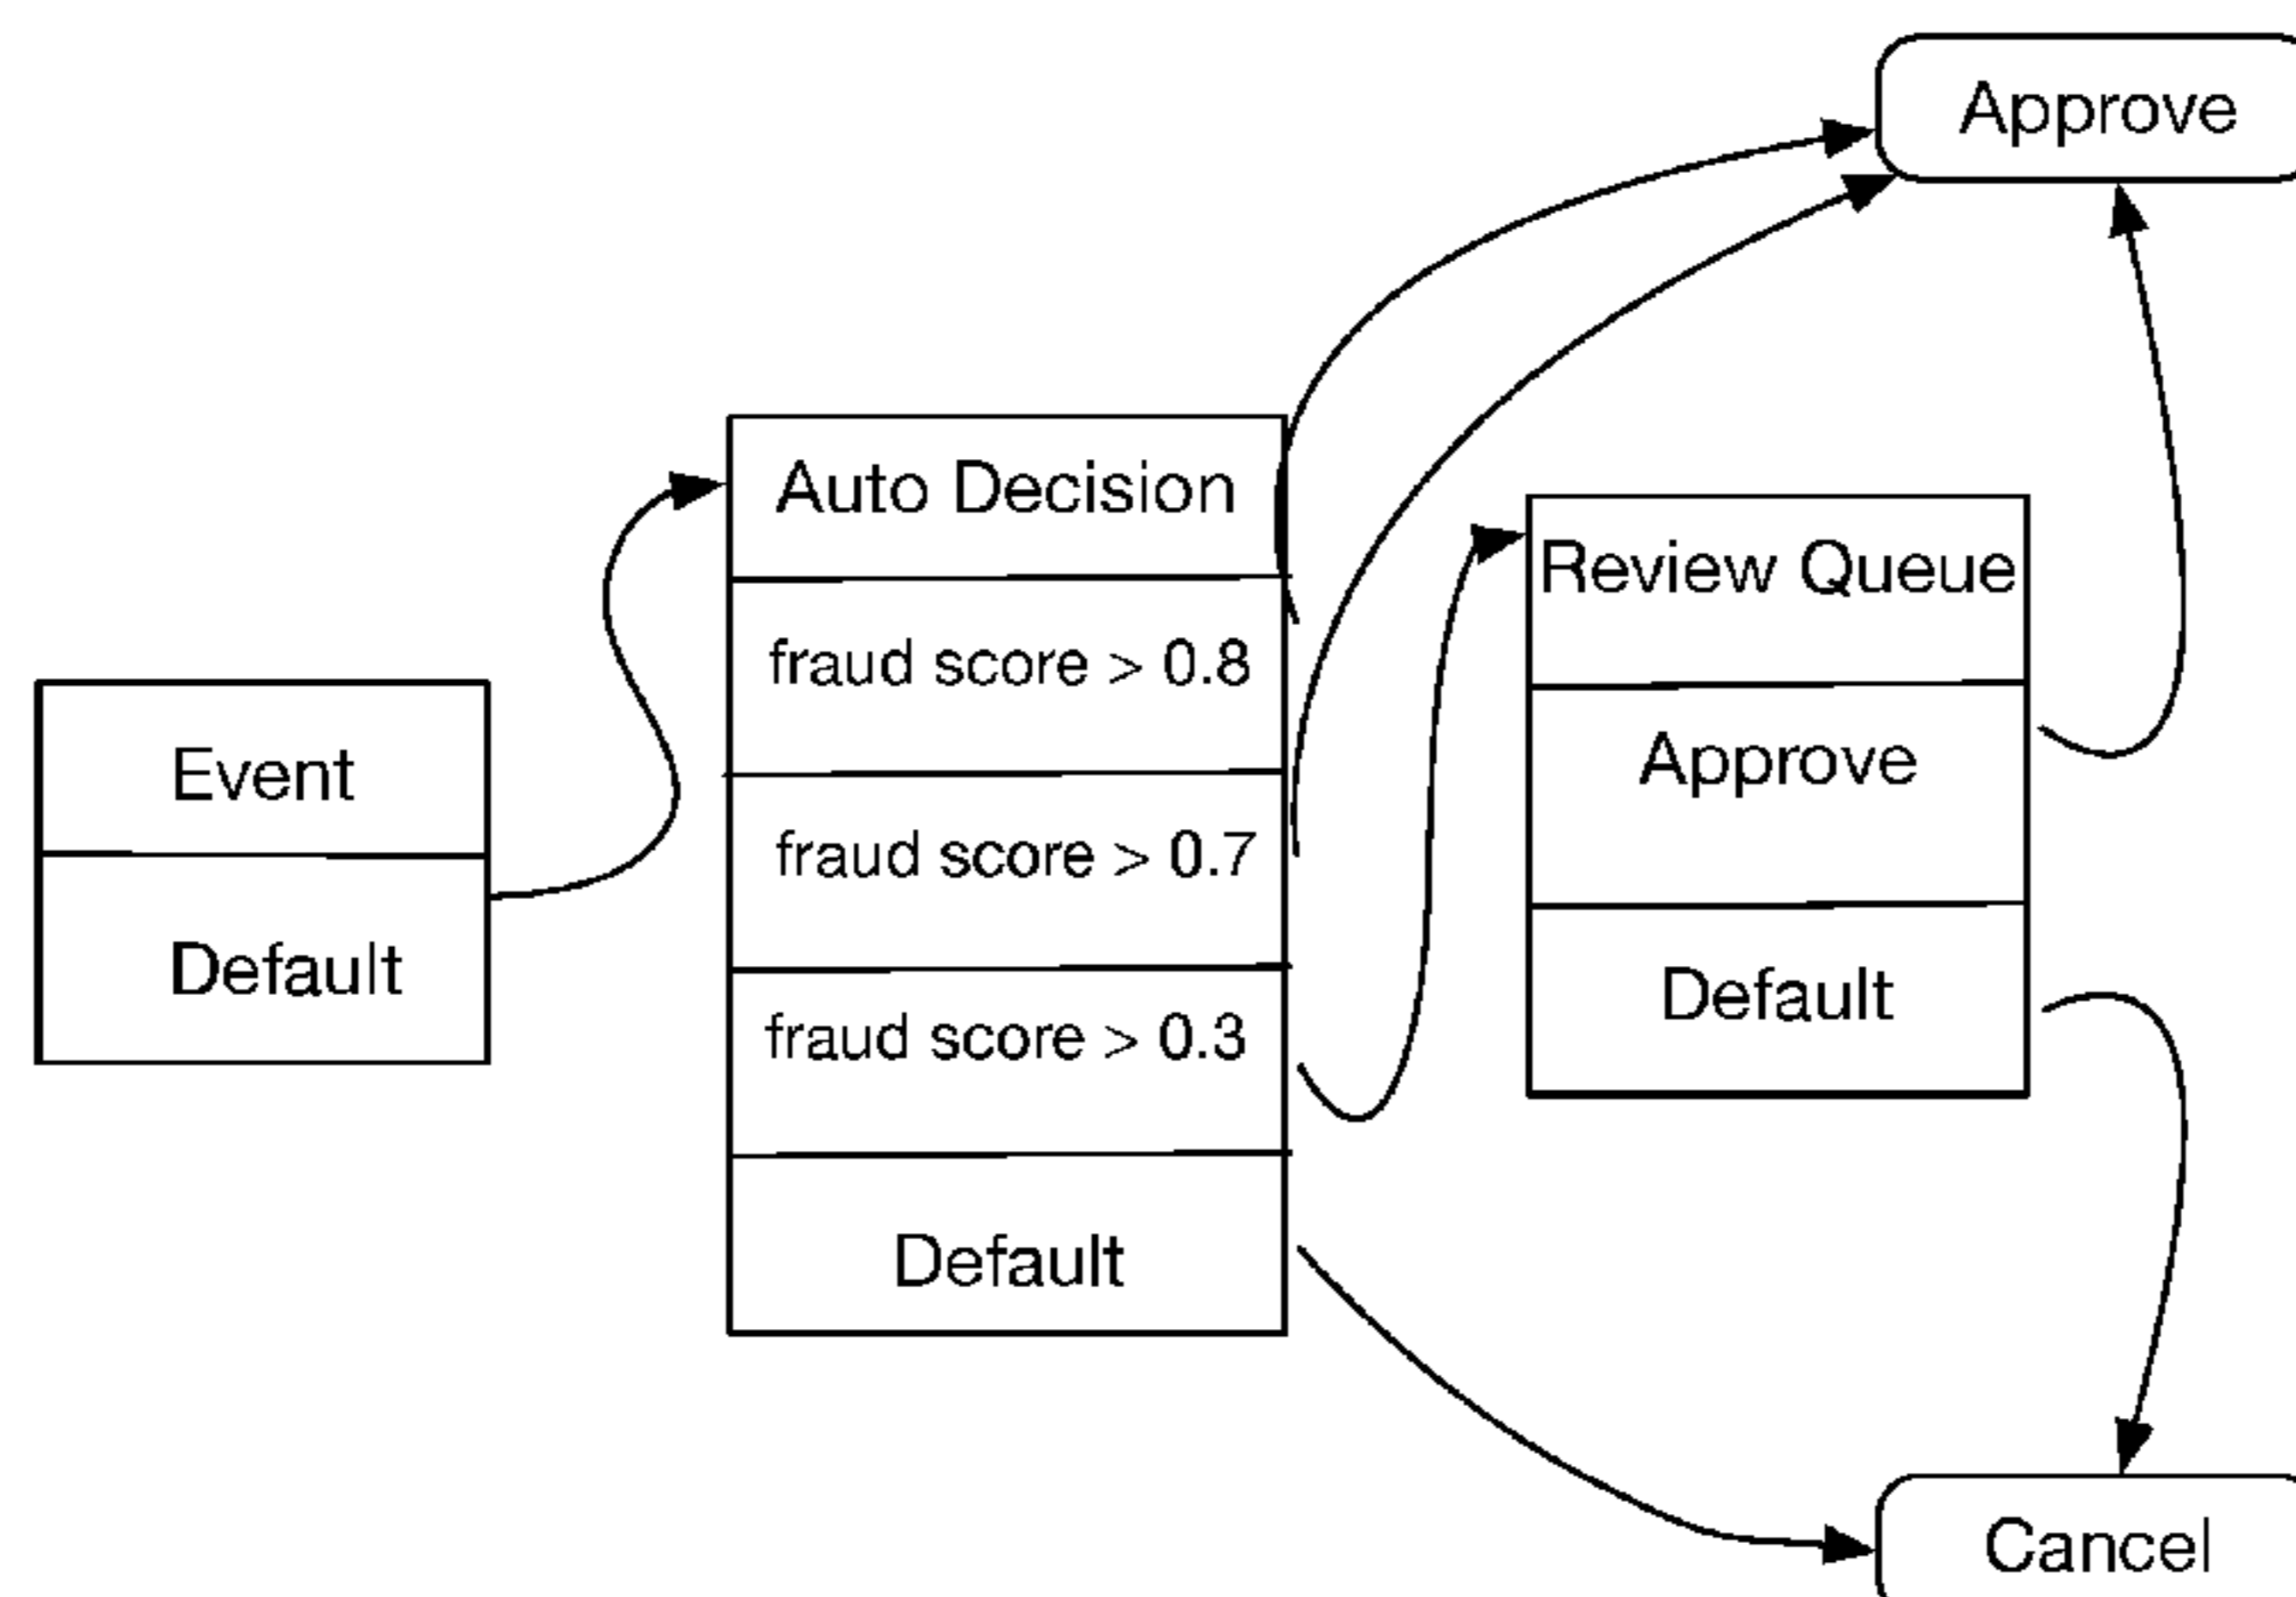 Event
Default
Auto Decision
fraud score > 0.8
fraud score > 0.7
fraud score > 0.3
Default
Review Queue
Approve
Default
Approve
Cancel